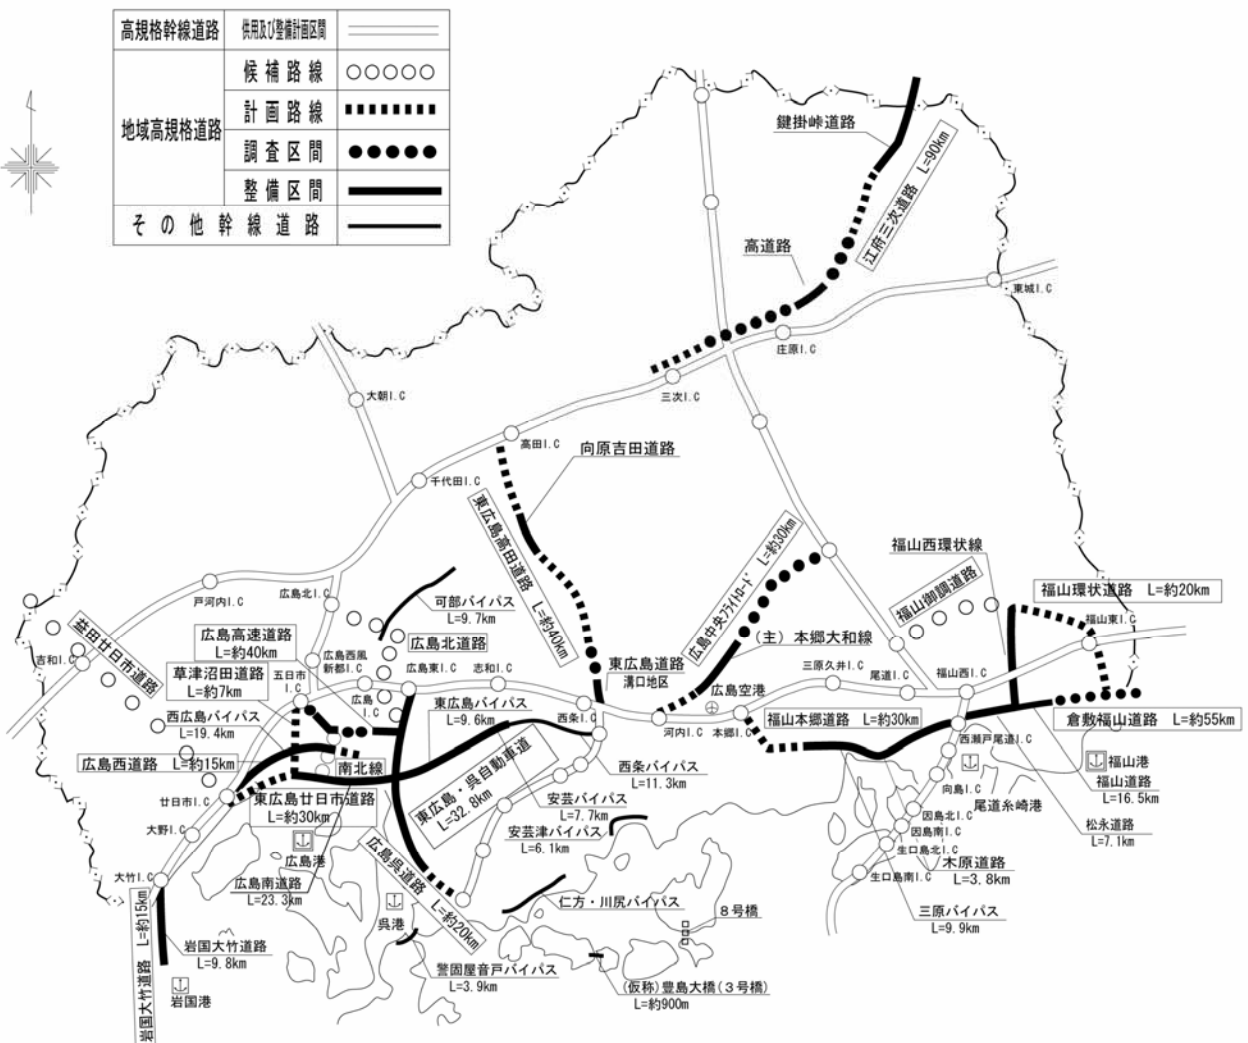 高規格幹線道路
供用及び整備計画区間
地域高規格道路
候補路線
計画路線
調査区間
整備区間
その他幹線道路
鍵掛峠道路
江府三次道路 L=90km
高道路
東城I.C
庄原I.C
三次I.C
大朝I.C
高田I.C
向原吉田道路
千代田I.C
東広島高田道路 L=約40km
広島中央フライトロード L=約30km
福山西環状線
福山御調道路
福山環状道路 L=約20km
福山東I.C
戸河内I.C
広島北I.C
可部バイパス
L=9.7km
益田廿日市道路
吉和I.C
広島高速道路
L=約40km
広島西風
新都I.C
広島北道路
草津沼田道路
L=約7km
五日市
I.C
広島
I.C
広島東I.C
志和I.C
東広島道路
溝口地区
(主)本郷大和線
三原久井I.C
尾道I.C
福山西I.C
広島空港
西広島バイパス
L=19.4km
東広島バイパス
L=9.6km
西条I.C
河内I.C
本郷I.C
福山本郷道路 L=約30km
倉敷福山道路 L=約55km
西瀬戸尾道I.C
広島西道路 L=約15km
南北線
東広島・呉自動車道
L=32.8km
西条バイパス
L=11.3km
福山港
福山道路
L=16.5km
向島I.C
尾道糸崎港
廿日市I.C
東広島廿日市道路
L=約30km
安芸バイパス
L=7.7km
因島北I.C
因島南I.C
松永道路
L=7.1km
大野I.C
安芸津バイパス
L=6.1km
生口島北I.C
広島港
広島呉道路 L=約20km
木原道路
L=3.8km
大竹I.C
広島南道路
L=23.3km
生口島南I.C
岩国大竹道路 L=約15km
呉港
仁方・川尻バイパス
8号橋
三原バイパス
L=9.9km
岩国大竹道路
L=9.8km
警固屋音戸バイパス
L=3.9km
(仮称)豊島大橋(3号橋)
L=約900m
岩国港